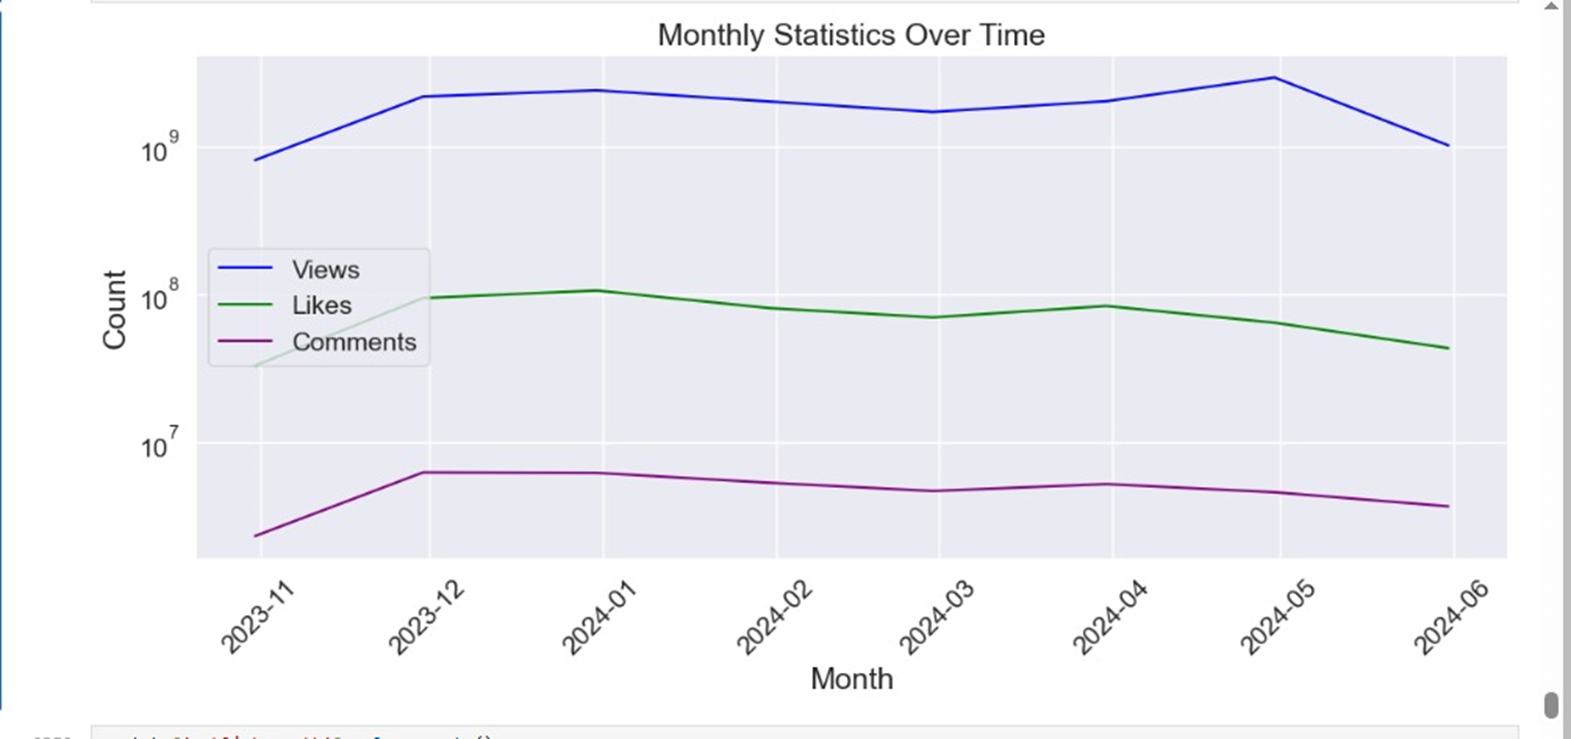 Monthly Statistics Over Time
10^9
10^8
10^7
Count
Views
Likes
Comments
2023-11
2023-12
2024-01
2024-02
2024-03
2024-04
2024-05
2024-06
Month